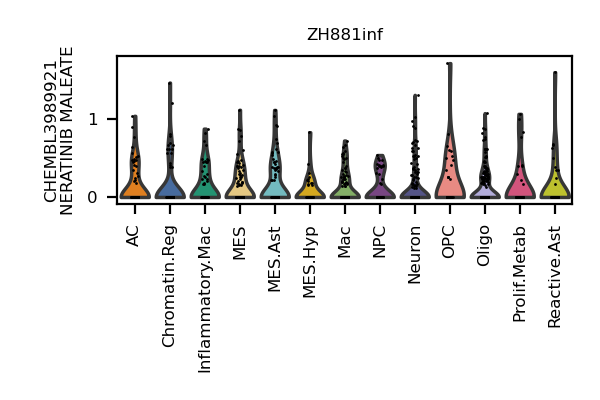 ZH881inf
CHEMBL3989921
NERATINIB MALEATE
1
0
AC
Chromatin.Reg
Inflammatory.Mac
MES
MES.Ast
MES.Hyp
Mac
NPC
Neuron
OPC
Oligo
Prolif.Metab
Reactive.Ast